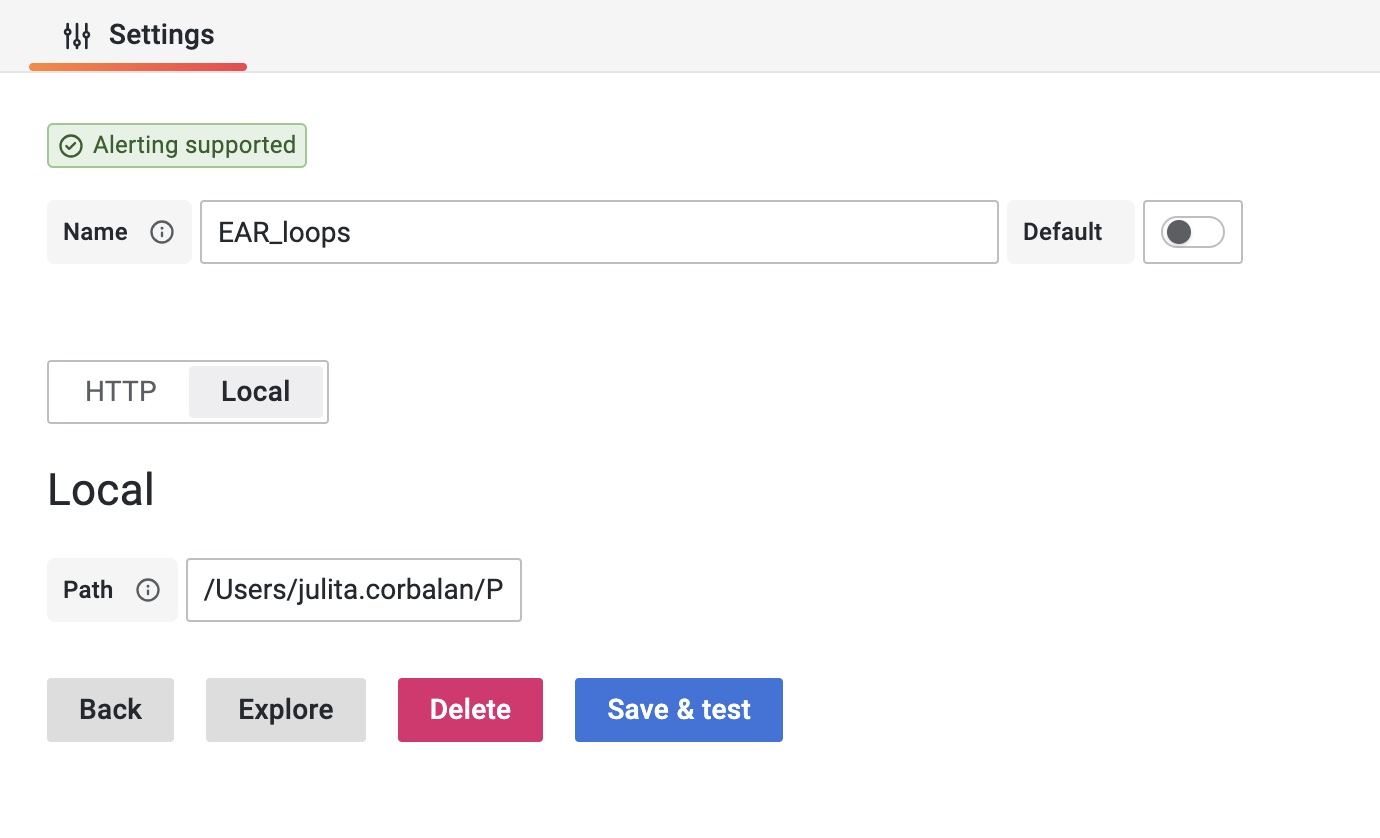 Settings
Alerting supported
Name EAR_loops Default
HTTP Local
Local
Path /Users/julita.corbalan/P
Back Explore Delete Save & test